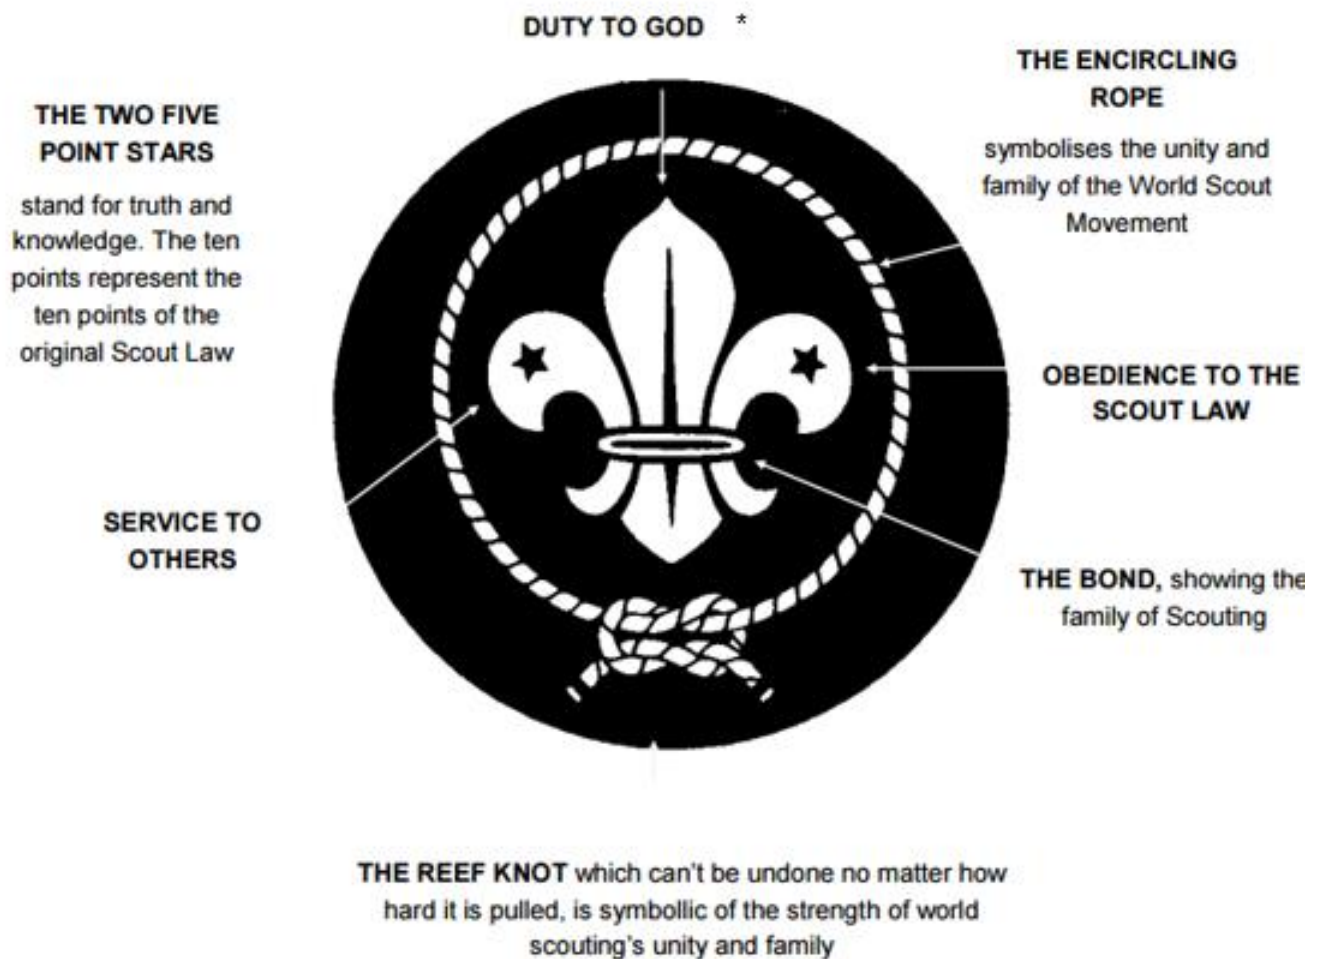 DUTY TO GOD *
THE TWO FIVE
POINT STARS
stand for truth and
knowledge. The ten
points represent the
ten points of the
original Scout Law
THE ENCIRCLING
ROPE
symbolises the unity and
family of the World Scout
Movement
OBEDIENCE TO THE
SCOUT LAW
SERVICE TO
OTHERS
THE BOND, showing the
family of Scouting
THE REEF KNOT which can't be undone no matter how
hard it is pulled, is symbollic of the strength of world
scouting's unity and family